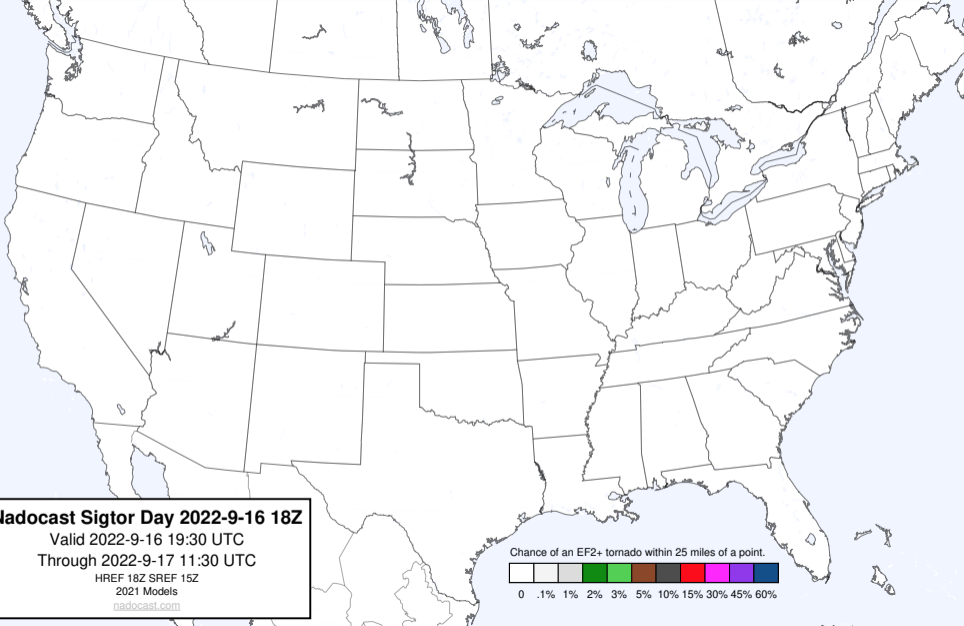 Nadocast Sigtor Day 2022-9-16 18Z
Valid 2022-9-16 19:30 UTC
Through 2022-9-17 11:30 UTC
HREF 18Z SREF 15Z
2021 Models
nadocast.com
Chance of an EF2+ tornado within 25 miles of a point.
0 .1% 1% 2% 3% 5% 10% 15% 30% 45% 60%